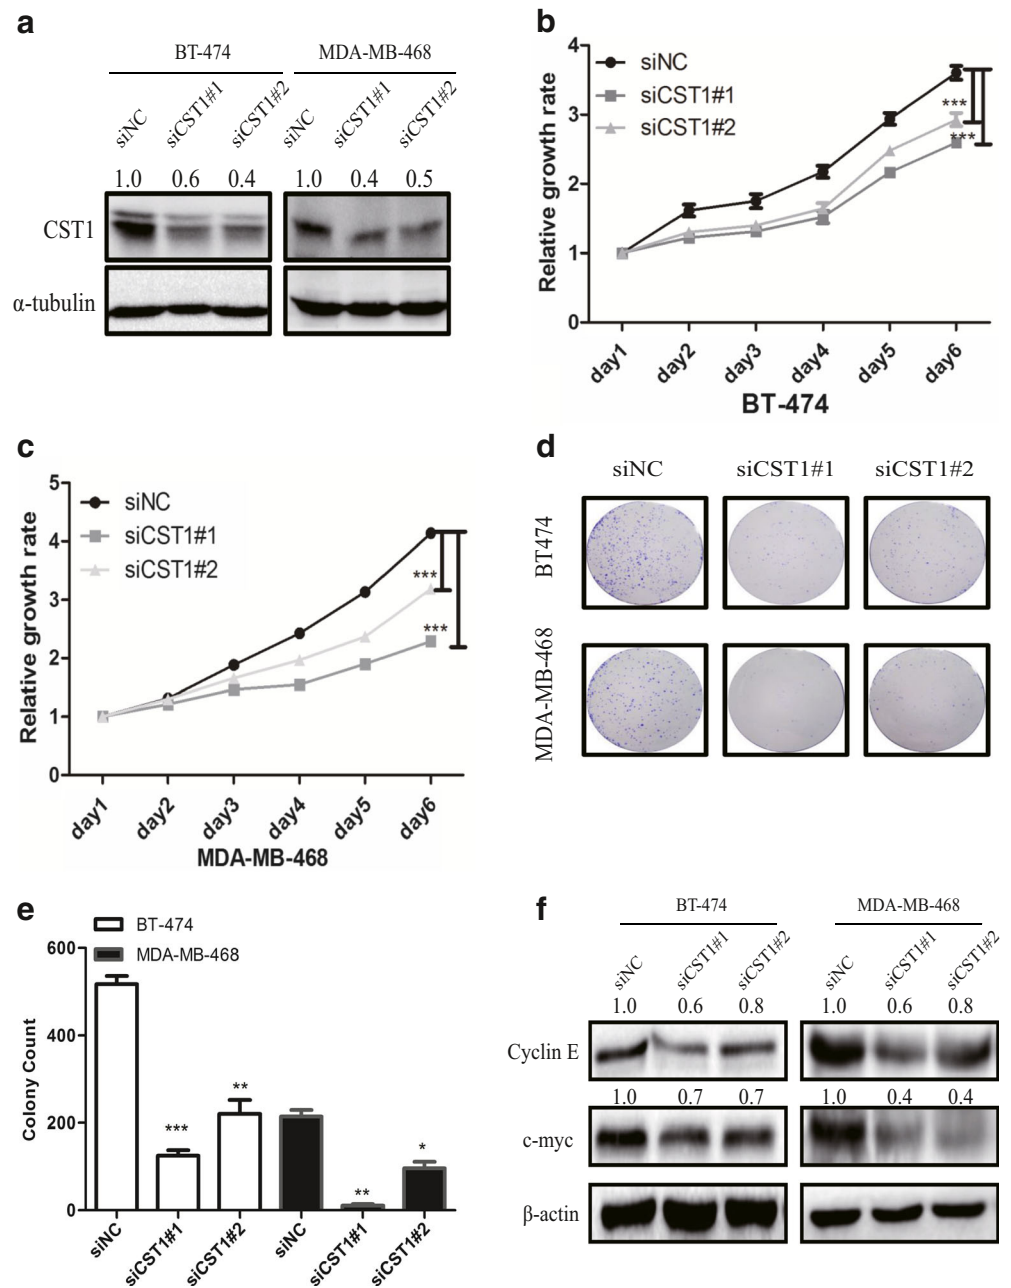 a
BT-474 MDA-MB-468
siNC siCST1#1 siCST1#2 siNC siCST1#1 siCST1#2
1.0 0.6 0.4 1.0 0.4 0.5
CST1
α-tubulin
b
siNC
siCST1#1
siCST1#2
Relative growth rate
4
3
2
1
0
***
***
day1 day2 day3 day4 day5 day6
BT-474
c
siNC
siCST1#1
siCST1#2
Relative growth rate
5
4
3
2
1
0
***
***
day1 day2 day3 day4 day5 day6
MDA-MB-468
d
siNC siCST1#1 siCST1#2
BT474
MDA-MB-468
e
BT-474
MDA-MB-468
Colony Count
600
400
200
0
*** ** ** *
siNC siCST1#1 siCST1#2 siNC siCST1#1 siCST1#2
f
BT-474 MDA-MB-468
siNC siCST1#1 siCST1#2 siNC siCST1#1 siCST1#2
1.0 0.6 0.8 1.0 0.6 0.8
Cyclin E
1.0 0.7 0.7 1.0 0.4 0.4
c-myc
β-actin